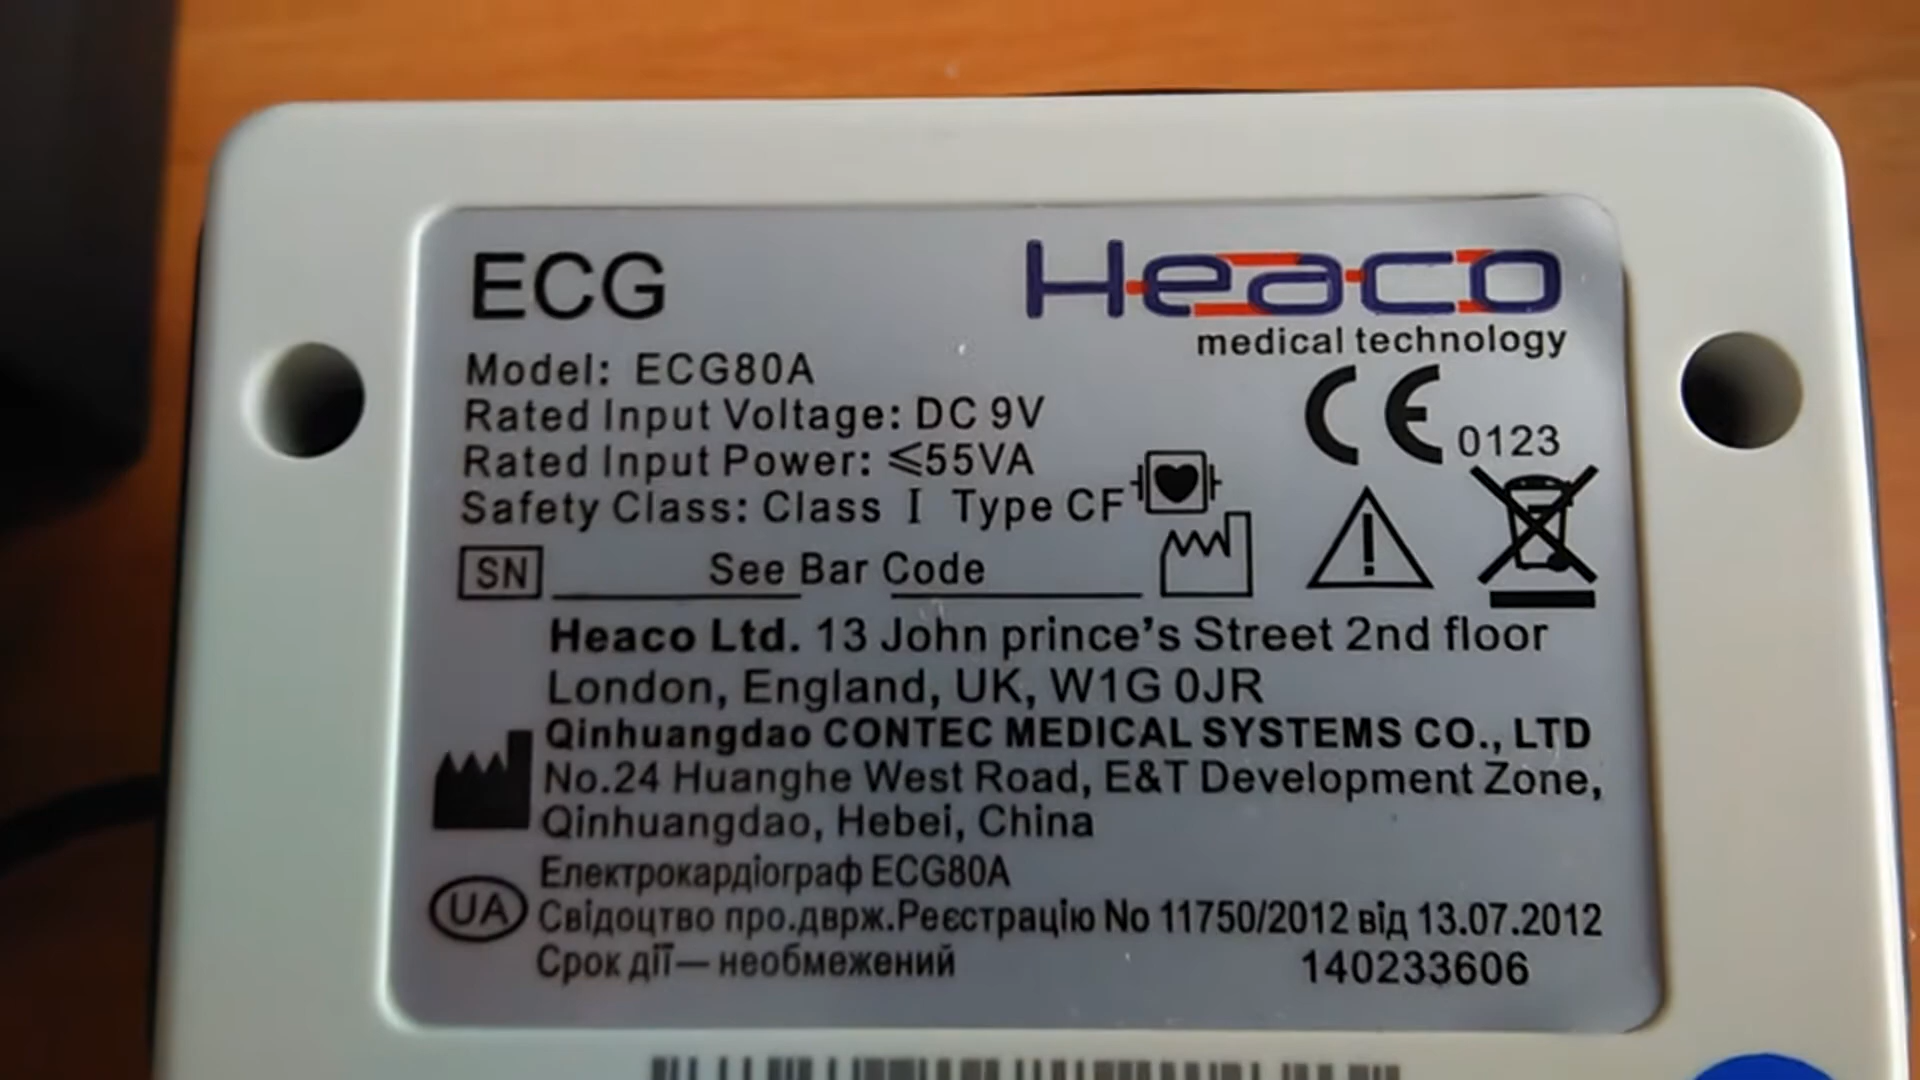 ECG
Heaco
medical technology
Model: ECG80A
Rated Input Voltage: DC 9V
Rated Input Power: ⩽55VA
Safety Class: Class I Type CF
CE 0123
SN See Bar Code
Heaco Ltd. 13 John prince's Street 2nd floor
London, England, UK, W1G 0JR
Qinhuangdao CONTEC MEDICAL SYSTEMS CO., LTD
No.24 Huanghe West Road, E&T Development Zone,
Qinhuangdao, Hebei, China
Електрокардіограф ECG80A
UA Свідоцтво про.дврж.Реєстрацію No 11750/2012 від 13.07.2012
Срок дії— необмежений
140233606